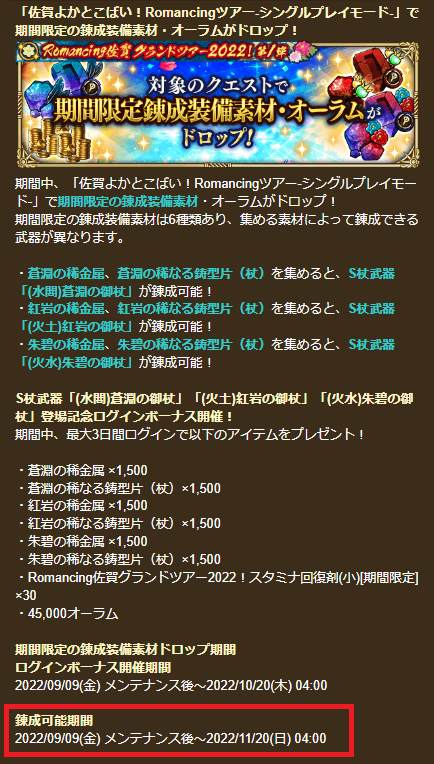 「佐賀よかとこばい！Romancingツアー-シングルプレイモード-」で
期間限定の錬成装備素材・オーラムがドロップ！
Romancing佐賀 グランドツアー2022！第1弾
対象のクエストで
期間限定錬成装備素材・オーラムが
ドロップ！
期間中、「佐賀よかとこばい！Romancingツアー-シングルプレイモー
ド-」で期間限定の錬成装備素材・オーラムがドロップ！
期間限定の錬成装備素材は6種類あり、集める素材によって錬成できる
武器が異なります。
・蒼淵の稀金属、蒼淵の稀なる鋳型片（杖）を集めると、S杖武器
「(水間)蒼淵の御杖」が錬成可能！
・紅岩の稀金属、紅岩の稀なる鋳型片（杖）を集めると、S杖武器
「(火土)紅岩の御杖」が錬成可能！
・朱碧の稀金属、朱碧の稀なる鋳型片（杖）を集めると、S杖武器
「(火水)朱碧の御杖」が錬成可能！
S杖武器「(水間)蒼淵の御杖」「(火土)紅岩の御杖」「(火水)朱碧の御
杖」登場記念ログインボーナス開催！
期間中、最大3日間ログインで以下のアイテムをプレゼント！
・蒼淵の稀金属 ×1,500
・蒼淵の稀なる鋳型片（杖）×1,500
・紅岩の稀金属 ×1,500
・紅岩の稀なる鋳型片（杖）×1,500
・朱碧の稀金属 ×1,500
・朱碧の稀なる鋳型片（杖）×1,500
・Romancing佐賀グランドツアー2022！スタミナ回復剤(小)[期間限定]
×30
・45,000オーラム
期間限定の錬成装備素材ドロップ期間
ログインボーナス開催期間
2022/09/09(金) メンテナンス後～2022/10/20(木) 04:00
錬成可能期間
2022/09/09(金) メンテナンス後～2022/11/20(日) 04:00